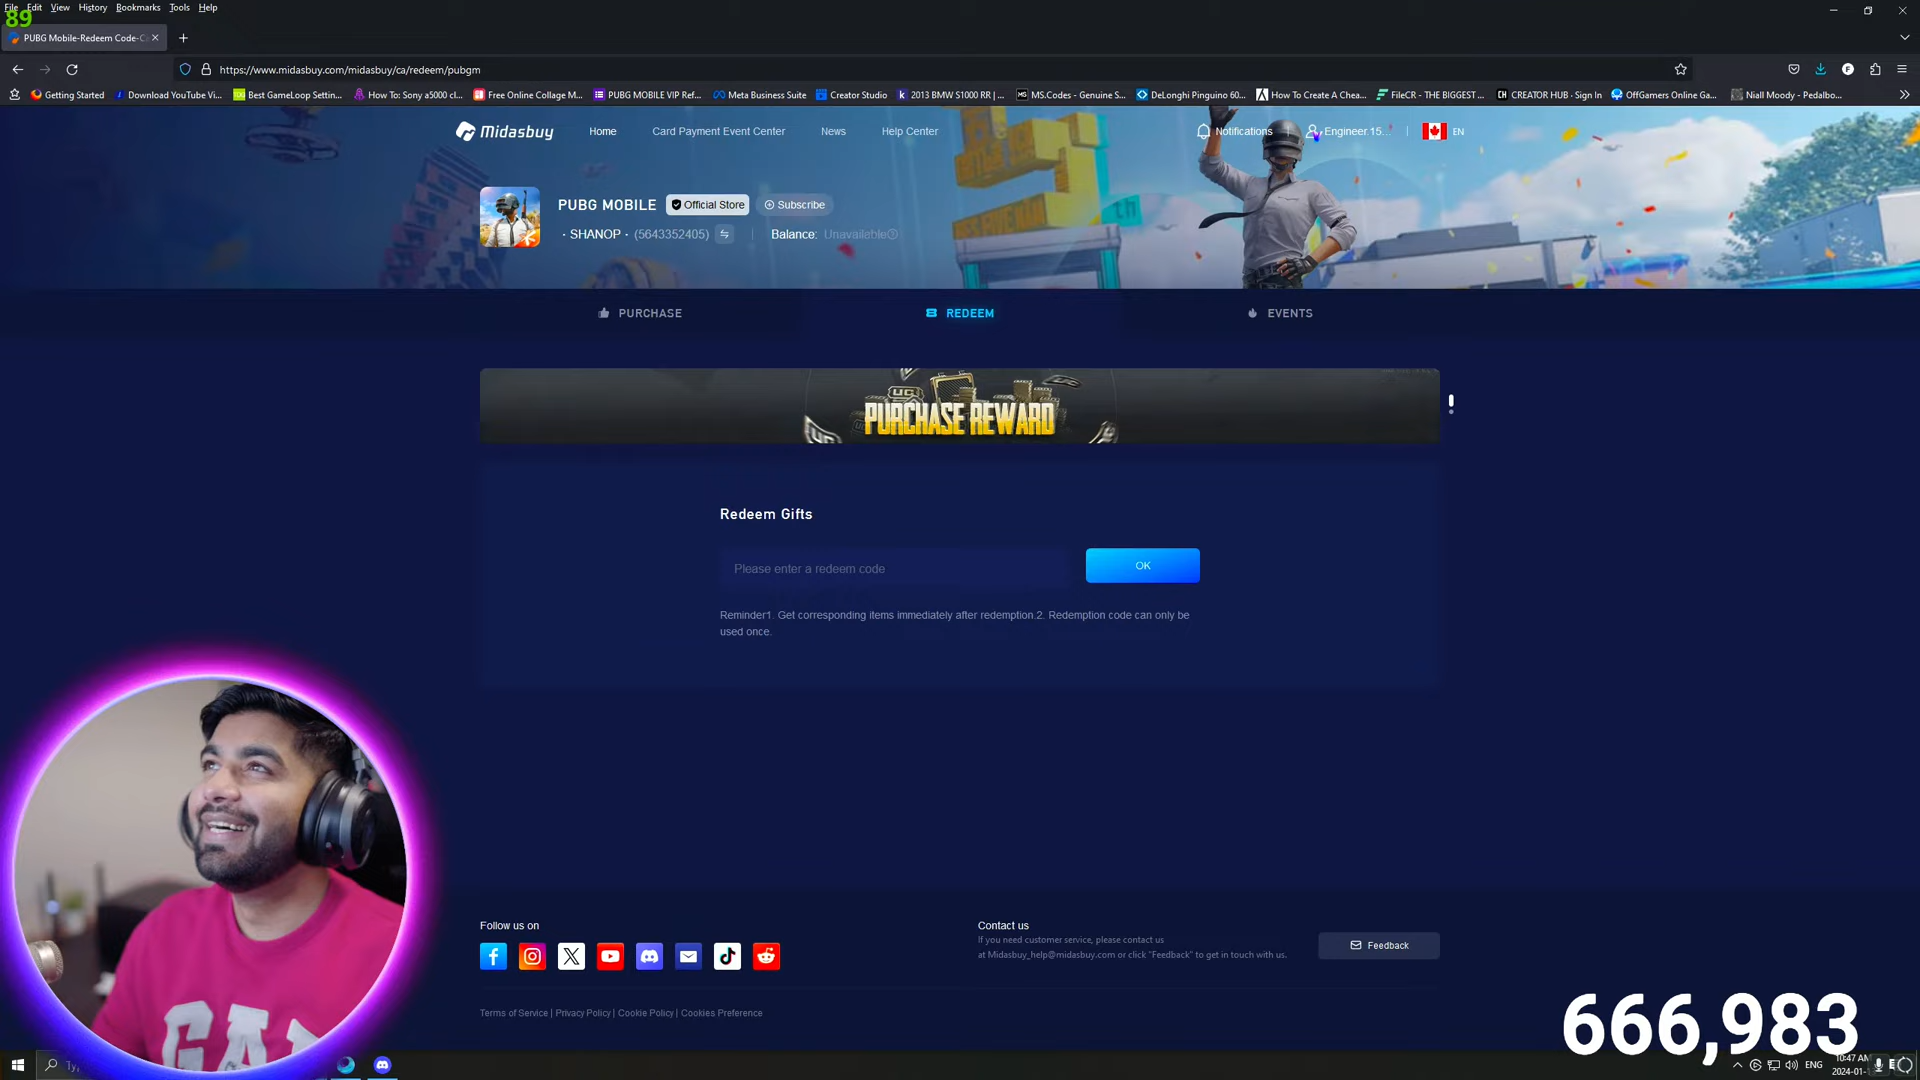 File Edit View History Bookmarks Tools Help
89
PUBG Mobile-Redeem Code-C
https://www.midasbuy.com/midasbuy/ca/redeem/pubgm
Getting Started Download YouTube Vi... Best GameLoop Settin... How To: Sony a5000 cl... Free Online Collage M... PUBG MOBILE VIP Ref... Meta Business Suite Creator Studio 2013 BMW S1000 RR | ... MS.Codes - Genuine S... DeLonghi Pinguino 60... How To Create A Chea... FileCR - THE BIGGEST ... CREATOR HUB · Sign In OffGamers Online Ga... Niall Moody - Pedalbo...
Midasbuy Home Card Payment Event Center News Help Center Notifications Engineer.15... EN
PUBG MOBILE Official Store Subscribe
· SHANOP · (5643352405) Balance: Unavailable
PURCHASE REDEEM EVENTS
PURCHASE REWARD
Redeem Gifts
Please enter a redeem code OK
Reminder1. Get corresponding items immediately after redemption.2. Redemption code can only be
used once.
Follow us on
Contact us
If you need customer service, please contact us
at Midasbuy_help@midasbuy.com or click "Feedback" to get in touch with us.
Feedback
Terms of Service | Privacy Policy | Cookie Policy | Cookies Preference
GA
666,983
ENG
10:47 AM
2024-01-